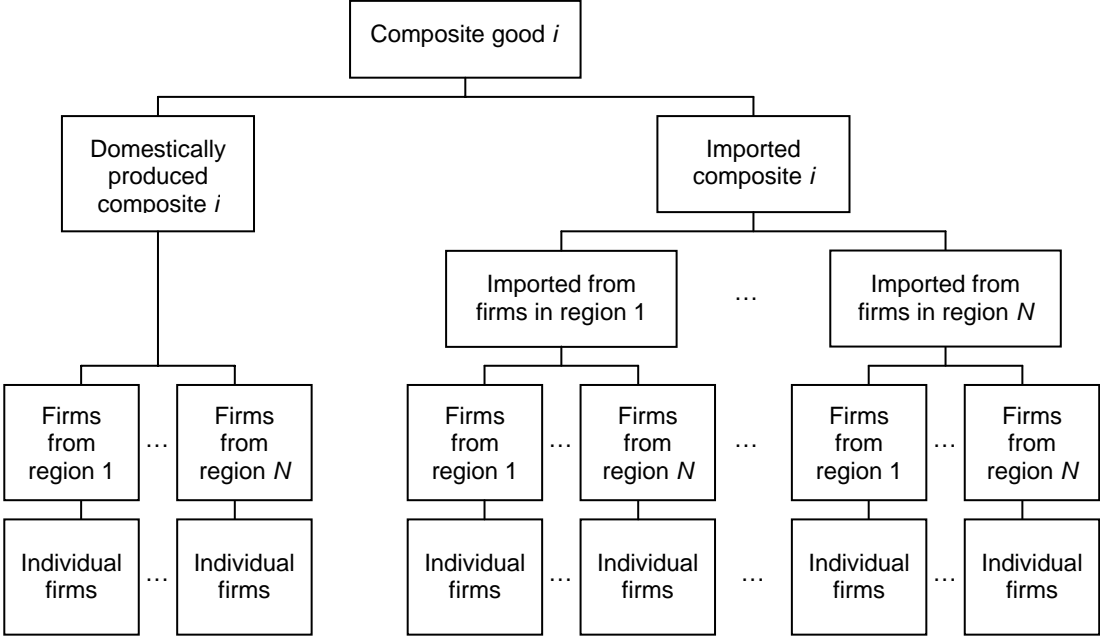 Composite good i
Domestically
produced
composite i
Imported
composite i
Imported from
firms in region 1
...
Imported from
firms in region N
Firms
from
region 1
...
Firms
from
region N
Firms
from
region 1
...
Firms
from
region N
...
Firms
from
region 1
...
Firms
from
region N
Individual
firms
...
Individual
firms
Individual
firms
...
Individual
firms
...
Individual
firms
...
Individual
firms